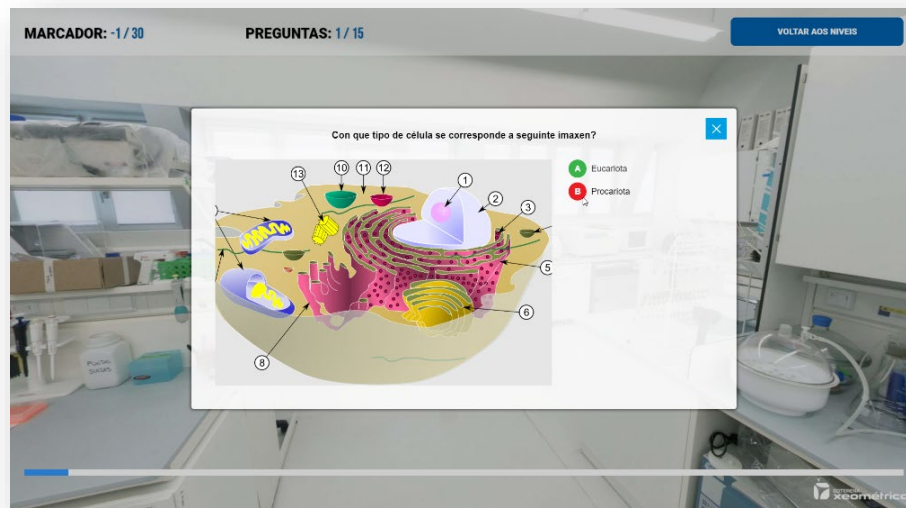 MARCADOR: -1 / 30
PREGUNTAS: 1 / 15
VOLTAR AOS NIVEIS
Con que tipo de célula se corresponde a seguinte imaxen?
A Eucariota
B Procariota
10
11
12
13
1
2
3
5
6
8
xeométrica